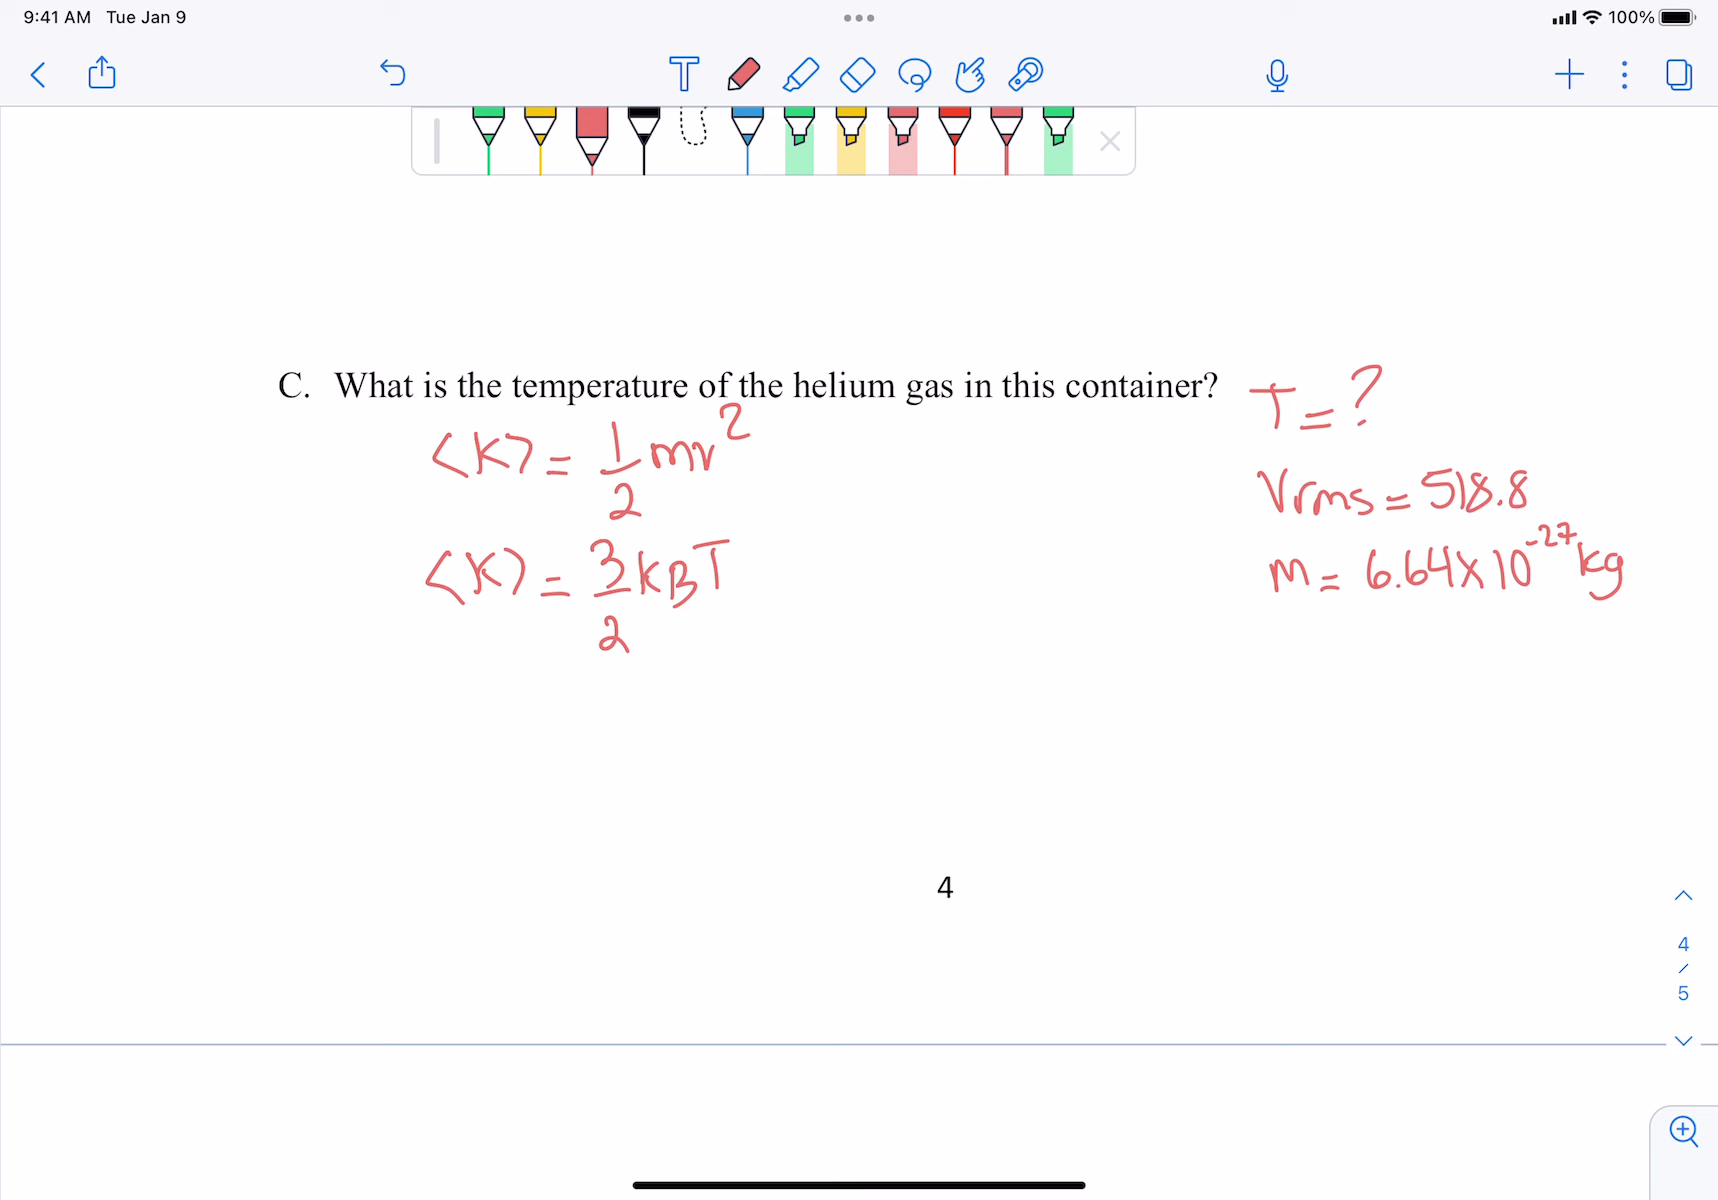 9:41 AM Tue Jan 9
100%
C. What is the temperature of the helium gas in this container?
T = ?
<K> = 1/2 mv²
Vrms = 518.8
m = 6.64x10⁻²⁷ kg
<K> = 3/2 kBT
4
4
/
5